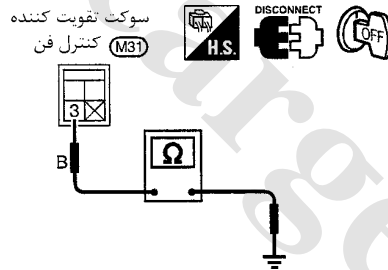 سوکت تقویت کننده
کنترل فن M31
H.S.
DISCONNECT
OFF
3
B
Ω